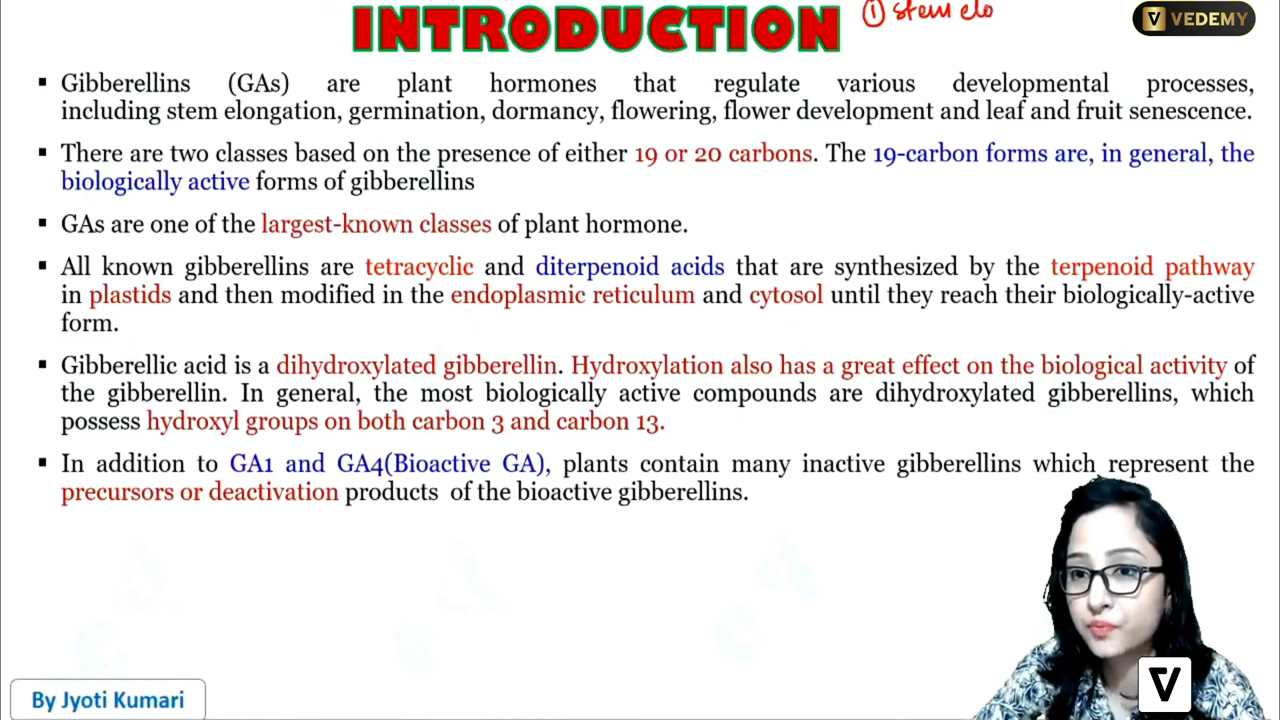 INTRODUCTION
① stem elo
VEDEMY
▪ Gibberellins (GAs) are plant hormones that regulate various developmental processes,
including stem elongation, germination, dormancy, flowering, flower development and leaf and fruit senescence.
▪ There are two classes based on the presence of either 19 or 20 carbons. The 19-carbon forms are, in general, the
biologically active forms of gibberellins
▪ GAs are one of the largest-known classes of plant hormone.
▪ All known gibberellins are tetracyclic and diterpenoid acids that are synthesized by the terpenoid pathway
in plastids and then modified in the endoplasmic reticulum and cytosol until they reach their biologically-active
form.
▪ Gibberellic acid is a dihydroxylated gibberellin. Hydroxylation also has a great effect on the biological activity of
the gibberellin. In general, the most biologically active compounds are dihydroxylated gibberellins, which
possess hydroxyl groups on both carbon 3 and carbon 13.
▪ In addition to GA1 and GA4(Bioactive GA), plants contain many inactive gibberellins which represent the
precursors or deactivation products of the bioactive gibberellins.
By Jyoti Kumari